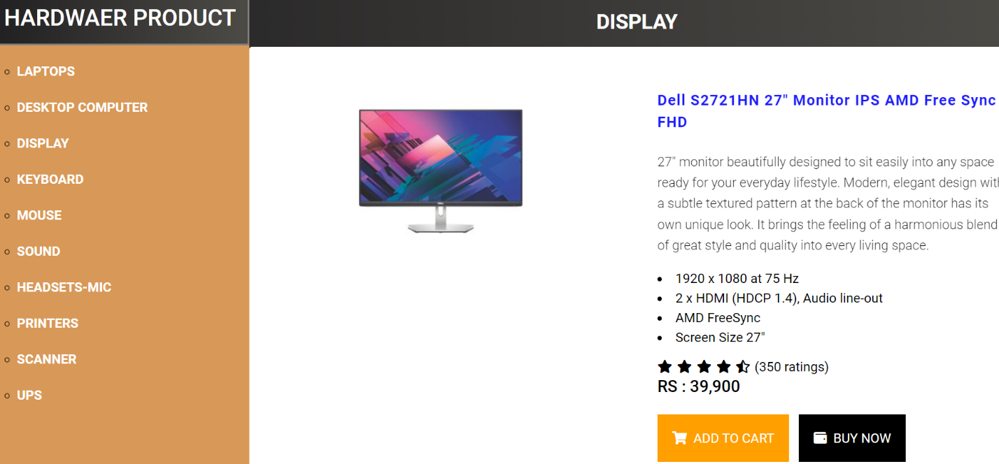 HARDWAER PRODUCT
DISPLAY
LAPTOPS
DESKTOP COMPUTER
DISPLAY
KEYBOARD
MOUSE
SOUND
HEADSETS-MIC
PRINTERS
SCANNER
UPS
Dell S2721HN 27" Monitor IPS AMD Free Sync
FHD
27" monitor beautifully designed to sit easily into any space
ready for your everyday lifestyle. Modern, elegant design with
a subtle textured pattern at the back of the monitor has its
own unique look. It brings the feeling of a harmonious blend
of great style and quality into every living space.
1920 x 1080 at 75 Hz
2 x HDMI (HDCP 1.4), Audio line-out
AMD FreeSync
Screen Size 27"
(350 ratings)
RS : 39,900
ADD TO CART
BUY NOW